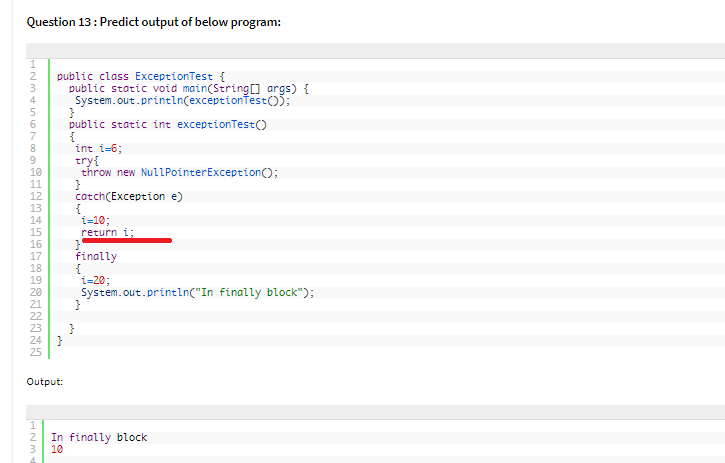 Question 13 : Predict output of below program:
1
2 public class ExceptionTest {
3 public static void main(String[] args) {
4 System.out.println(exceptionTest());
5 }
6 public static int exceptionTest()
7 {
8 int i=6;
9 try{
10 throw new NullPointerException();
11 }
12 catch(Exception e)
13 {
14 i=10;
15 return i;
16 }
17 finally
18 {
19 i=20;
20 System.out.println("In finally block");
21 }
22
23 }
24 }
25
Output:
1
2 In finally block
3 10
4